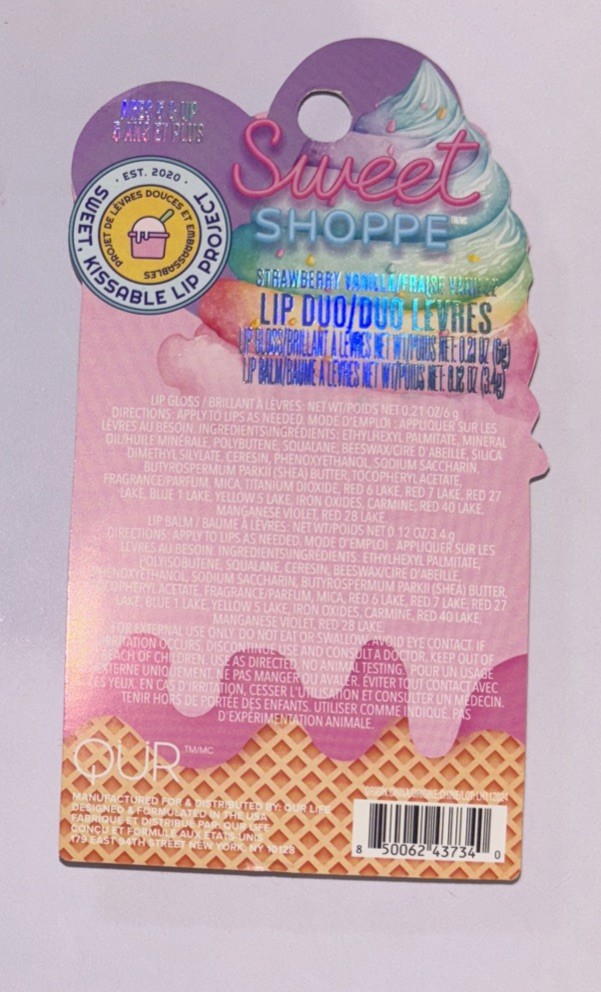 AGES 5 & UP
5 ANS ET PLUS
· EST. 2020 ·
SWEET, KISSABLE LIP PROJECT
PROJET DE LÈVRES DOUCES ET EMBRASSABLES
Sweet
SHOPPE
STRAWBERRY VANILLA/FRAISE VANILLE
LIP DUO/DUO LÈVRES
LIP GLOSS/BRILLANT À LÈVRES NET WT/POIDS NET: 0.21 OZ (6g)
LIP BALM/BAUME À LÈVRES NET WT/POIDS NET: 0.12 OZ (3.4g)
LIP GLOSS / BRILLANT À LÈVRES: NET WT/POIDS NET 0.21 OZ/6 g
DIRECTIONS: APPLY TO LIPS AS NEEDED. MODE D'EMPLOI : APPLIQUER SUR LES
LÈVRES AU BESOIN. INGREDIENTS/INGRÉDIENTS: ETHYLHEXYL PALMITATE, MINERAL
OIL/HUILE MINÉRALE, POLYBUTENE, SQUALANE, BEESWAX/CIRE D'ABEILLE, SILICA
DIMETHYL SILYLATE, CERESIN, PHENOXYETHANOL, SODIUM SACCHARIN,
BUTYROSPERMUM PARKII (SHEA) BUTTER, TOCOPHERYL ACETATE,
FRAGRANCE/PARFUM, MICA, TITANIUM DIOXIDE, RED 6 LAKE, RED 7 LAKE, RED 27
LAKE, BLUE 1 LAKE, YELLOW 5 LAKE, IRON OXIDES, CARMINE, RED 40 LAKE,
MANGANESE VIOLET, RED 28 LAKE
LIP BALM / BAUME À LÈVRES: NET WT/POIDS NET 0.12 OZ/3.4 g
DIRECTIONS: APPLY TO LIPS AS NEEDED. MODE D'EMPLOI : APPLIQUER SUR LES
LÈVRES AU BESOIN. INGREDIENTS/INGRÉDIENTS: ETHYLHEXYL PALMITATE,
POLYISOBUTENE, SQUALANE, CERESIN, BEESWAX/CIRE D'ABEILLE,
PHENOXYETHANOL, SODIUM SACCHARIN, BUTYROSPERMUM PARKII (SHEA) BUTTER,
TOCOPHERYL ACETATE, FRAGRANCE/PARFUM, MICA, RED 6 LAKE, RED 7 LAKE, RED 27
LAKE, BLUE 1 LAKE, YELLOW 5 LAKE, IRON OXIDES, CARMINE, RED 40 LAKE,
MANGANESE VIOLET, RED 28 LAKE
FOR EXTERNAL USE ONLY. DO NOT EAT OR SWALLOW. AVOID EYE CONTACT. IF
IRRITATION OCCURS, DISCONTINUE USE AND CONSULT A DOCTOR. KEEP OUT OF
REACH OF CHILDREN. USE AS DIRECTED. NO ANIMAL TESTING. POUR UN USAGE
EXTERNE UNIQUEMENT. NE PAS MANGER OU AVALER. ÉVITER TOUT CONTACT AVEC
LES YEUX. EN CAS D'IRRITATION, CESSER L'UTILISATION ET CONSULTER UN MÉDECIN.
TENIR HORS DE PORTÉE DES ENFANTS. UTILISER COMME INDIQUÉ. PAS
D'EXPÉRIMENTATION ANIMALE.
QUR TM/MC
MANUFACTURED FOR & DISTRIBUTED BY: QUR LIFE
DESIGNED & FORMULATED IN THE USA
FABRIQUÉ ET DISTRIBUÉ PAR: QUR LIFE
CONÇU ET FORMULÉ AUX ÉTATS-UNIS
179 EAST 94TH STREET NEW YORK, NY 10128
8 50062 43734 0